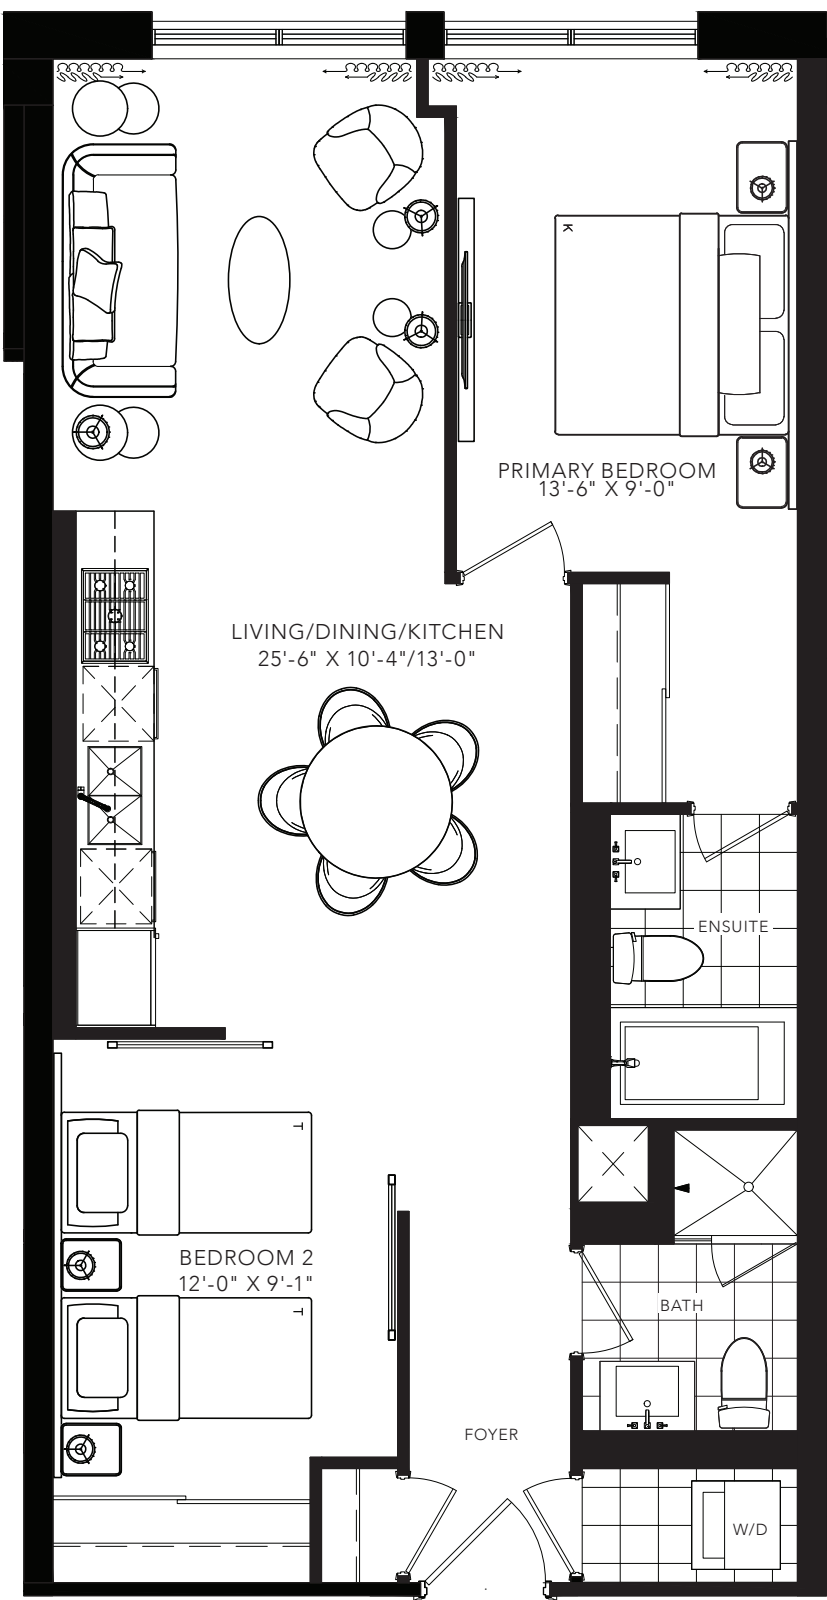 K
PRIMARY BEDROOM
13'-6" X 9'-0"
LIVING/DINING/KITCHEN
25'-6" X 10'-4"/13'-0"
ENSUITE
T
BEDROOM 2
12'-0" X 9'-1"
T
BATH
FOYER
W/D